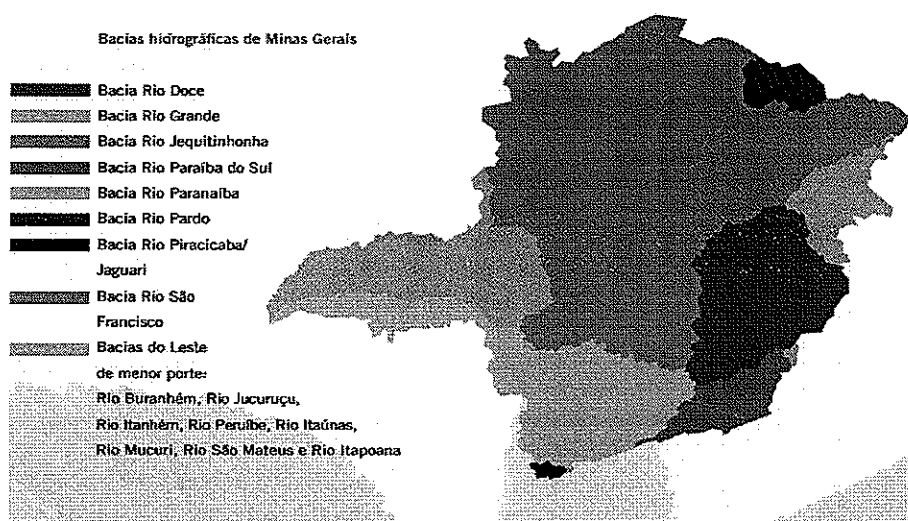 Bacias hidrográficas de Minas Gerais
Bacia Rio Doce
Bacia Rio Grande
Bacia Rio Jequitinhonha
Bacia Rio Paraíba do Sul
Bacia Rio Paranaíba
Bacia Rio Pardo
Bacia Rio Piracicaba/
Jaguari
Bacia Rio São
Francisco
Bacias do Leste
de menor porte:
Rio Buranhém, Rio Jucuruçu,
Rio Itanhém, Rio Peruípe, Rio Itaúnas,
Rio Mucuri, Rio São Mateus e Rio Itapoana